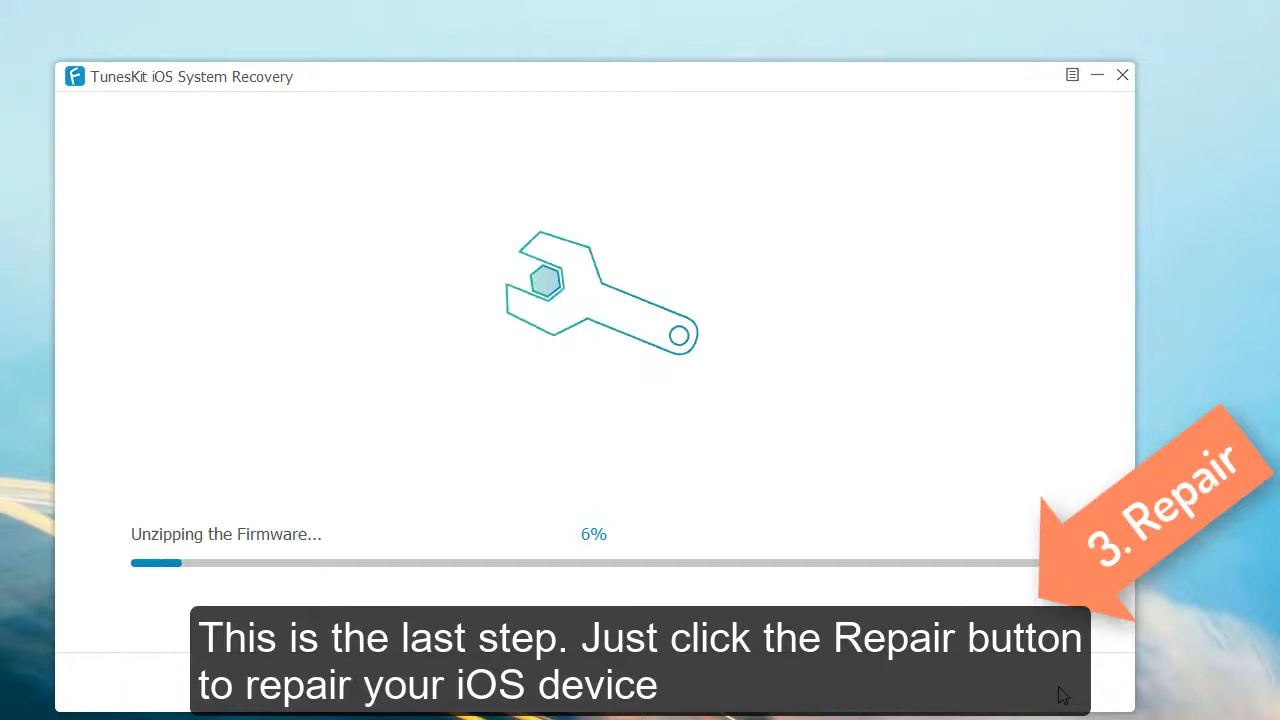 TunesKit iOS System Recovery
Unzipping the Firmware...
6%
3. Repair
This is the last step. Just click the Repair button
to repair your iOS device